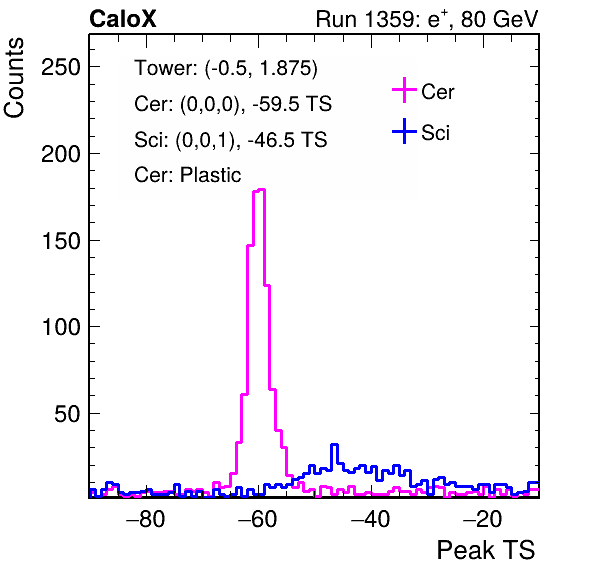 CaloX Run 1359: e⁺, 80 GeV
Counts
Tower: (-0.5, 1.875)
Cer: (0,0,0), -59.5 TS
Sci: (0,0,1), -46.5 TS
Cer: Plastic
Cer
Sci
250
200
150
100
50
−80 −60 −40 −20
Peak TS